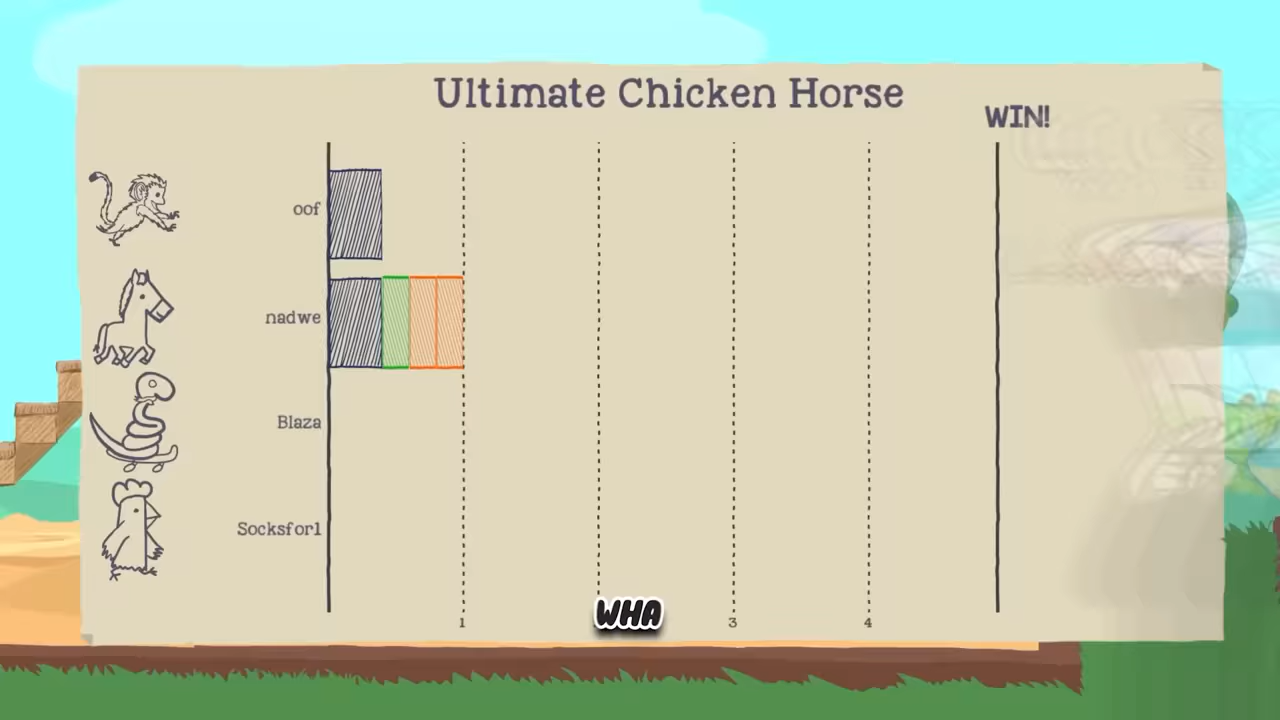 Ultimate Chicken Horse
WIN!
oof
nadwe
Blaza
Socksfor1
1
WHA
3
4